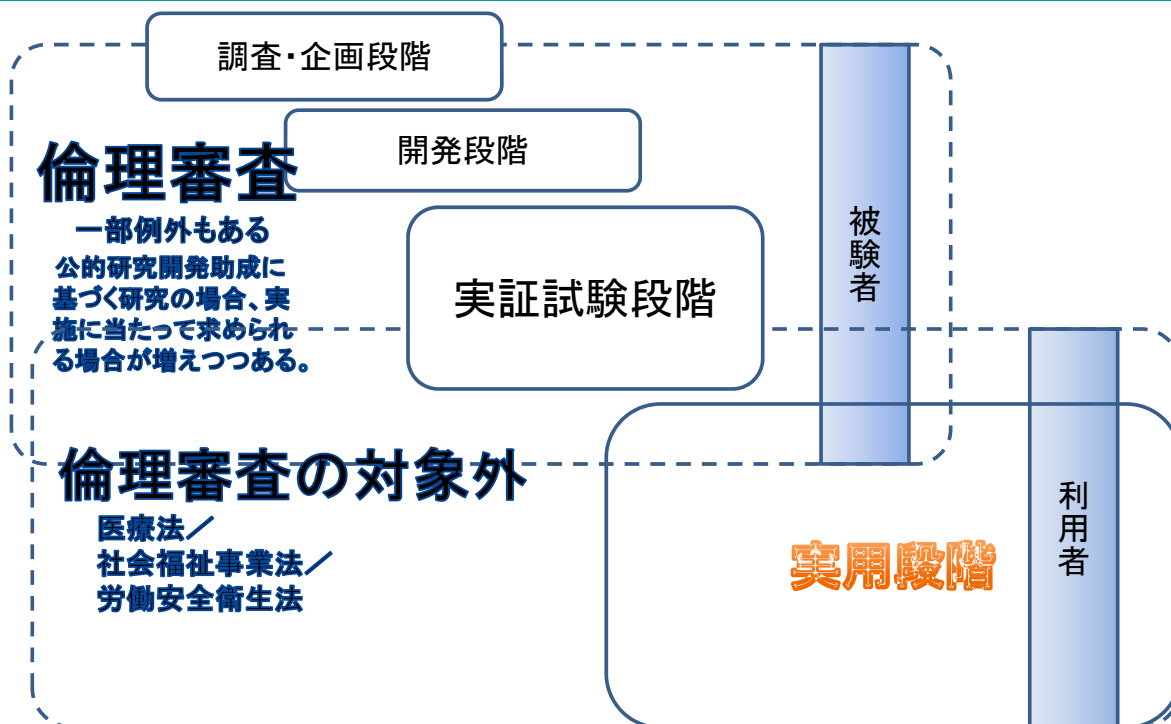 調査・企画段階
開発段階
倫理審査
一部例外もある
公的研究開発助成に
基づく研究の場合、実
施に当たって求められ
る場合が増えつつある。
実証試験段階
被験者
倫理審査の対象外
医療法／
社会福祉事業法／
労働安全衛生法
実用段階
利用者